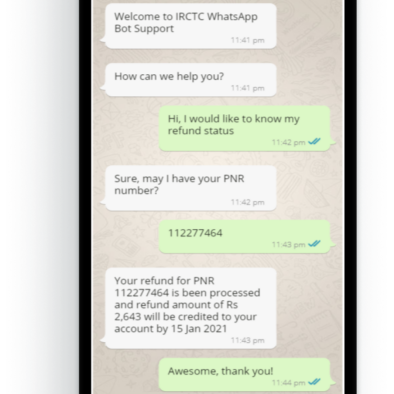 Welcome to IRCTC WhatsApp
Bot Support
11:41 pm
How can we help you?
11:41 pm
Hi, I would like to know my
refund status
11:42 pm
Sure, may I have your PNR
number?
11:42 pm
112277464
11:43 pm
Your refund for PNR
112277464 is been processed
and refund amount of Rs
2,643 will be credited to your
account by 15 Jan 2021
11:43 pm
Awesome, thank you!
11:44 pm